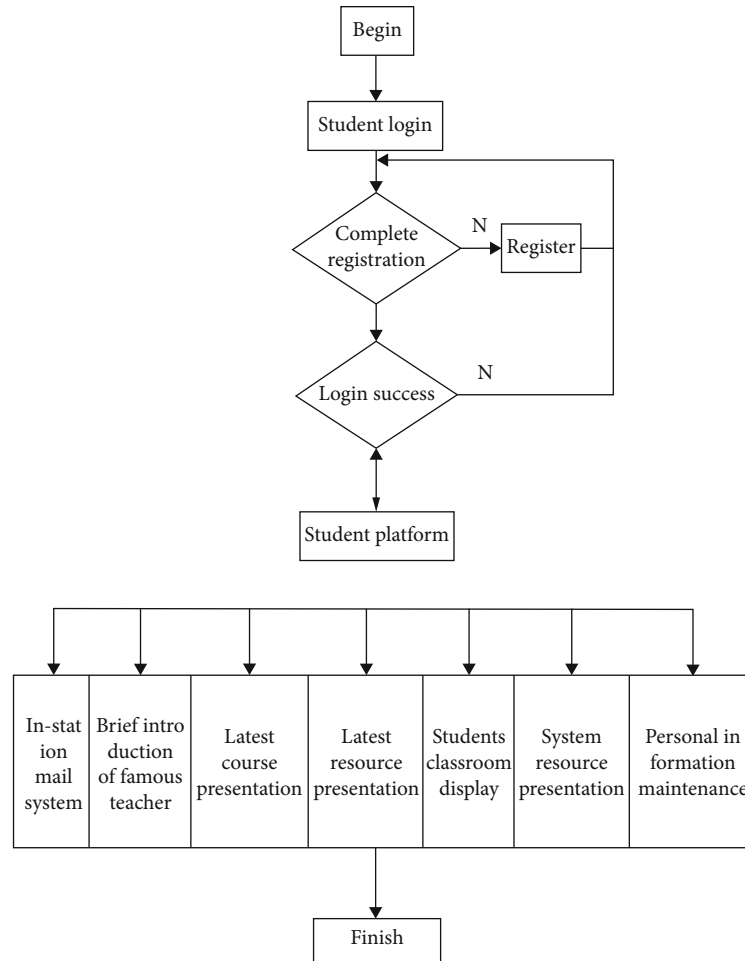 Begin
Student login
Complete
registration
N
Register
Login success
N
Student platform
In-stat
ion
mail
system
Brief intro
duction
of famous
teacher
Latest
course
presentation
Latest
resource
presentation
Students
classroom
display
System
resource
presentation
Personal in
formation
maintenance
Finish